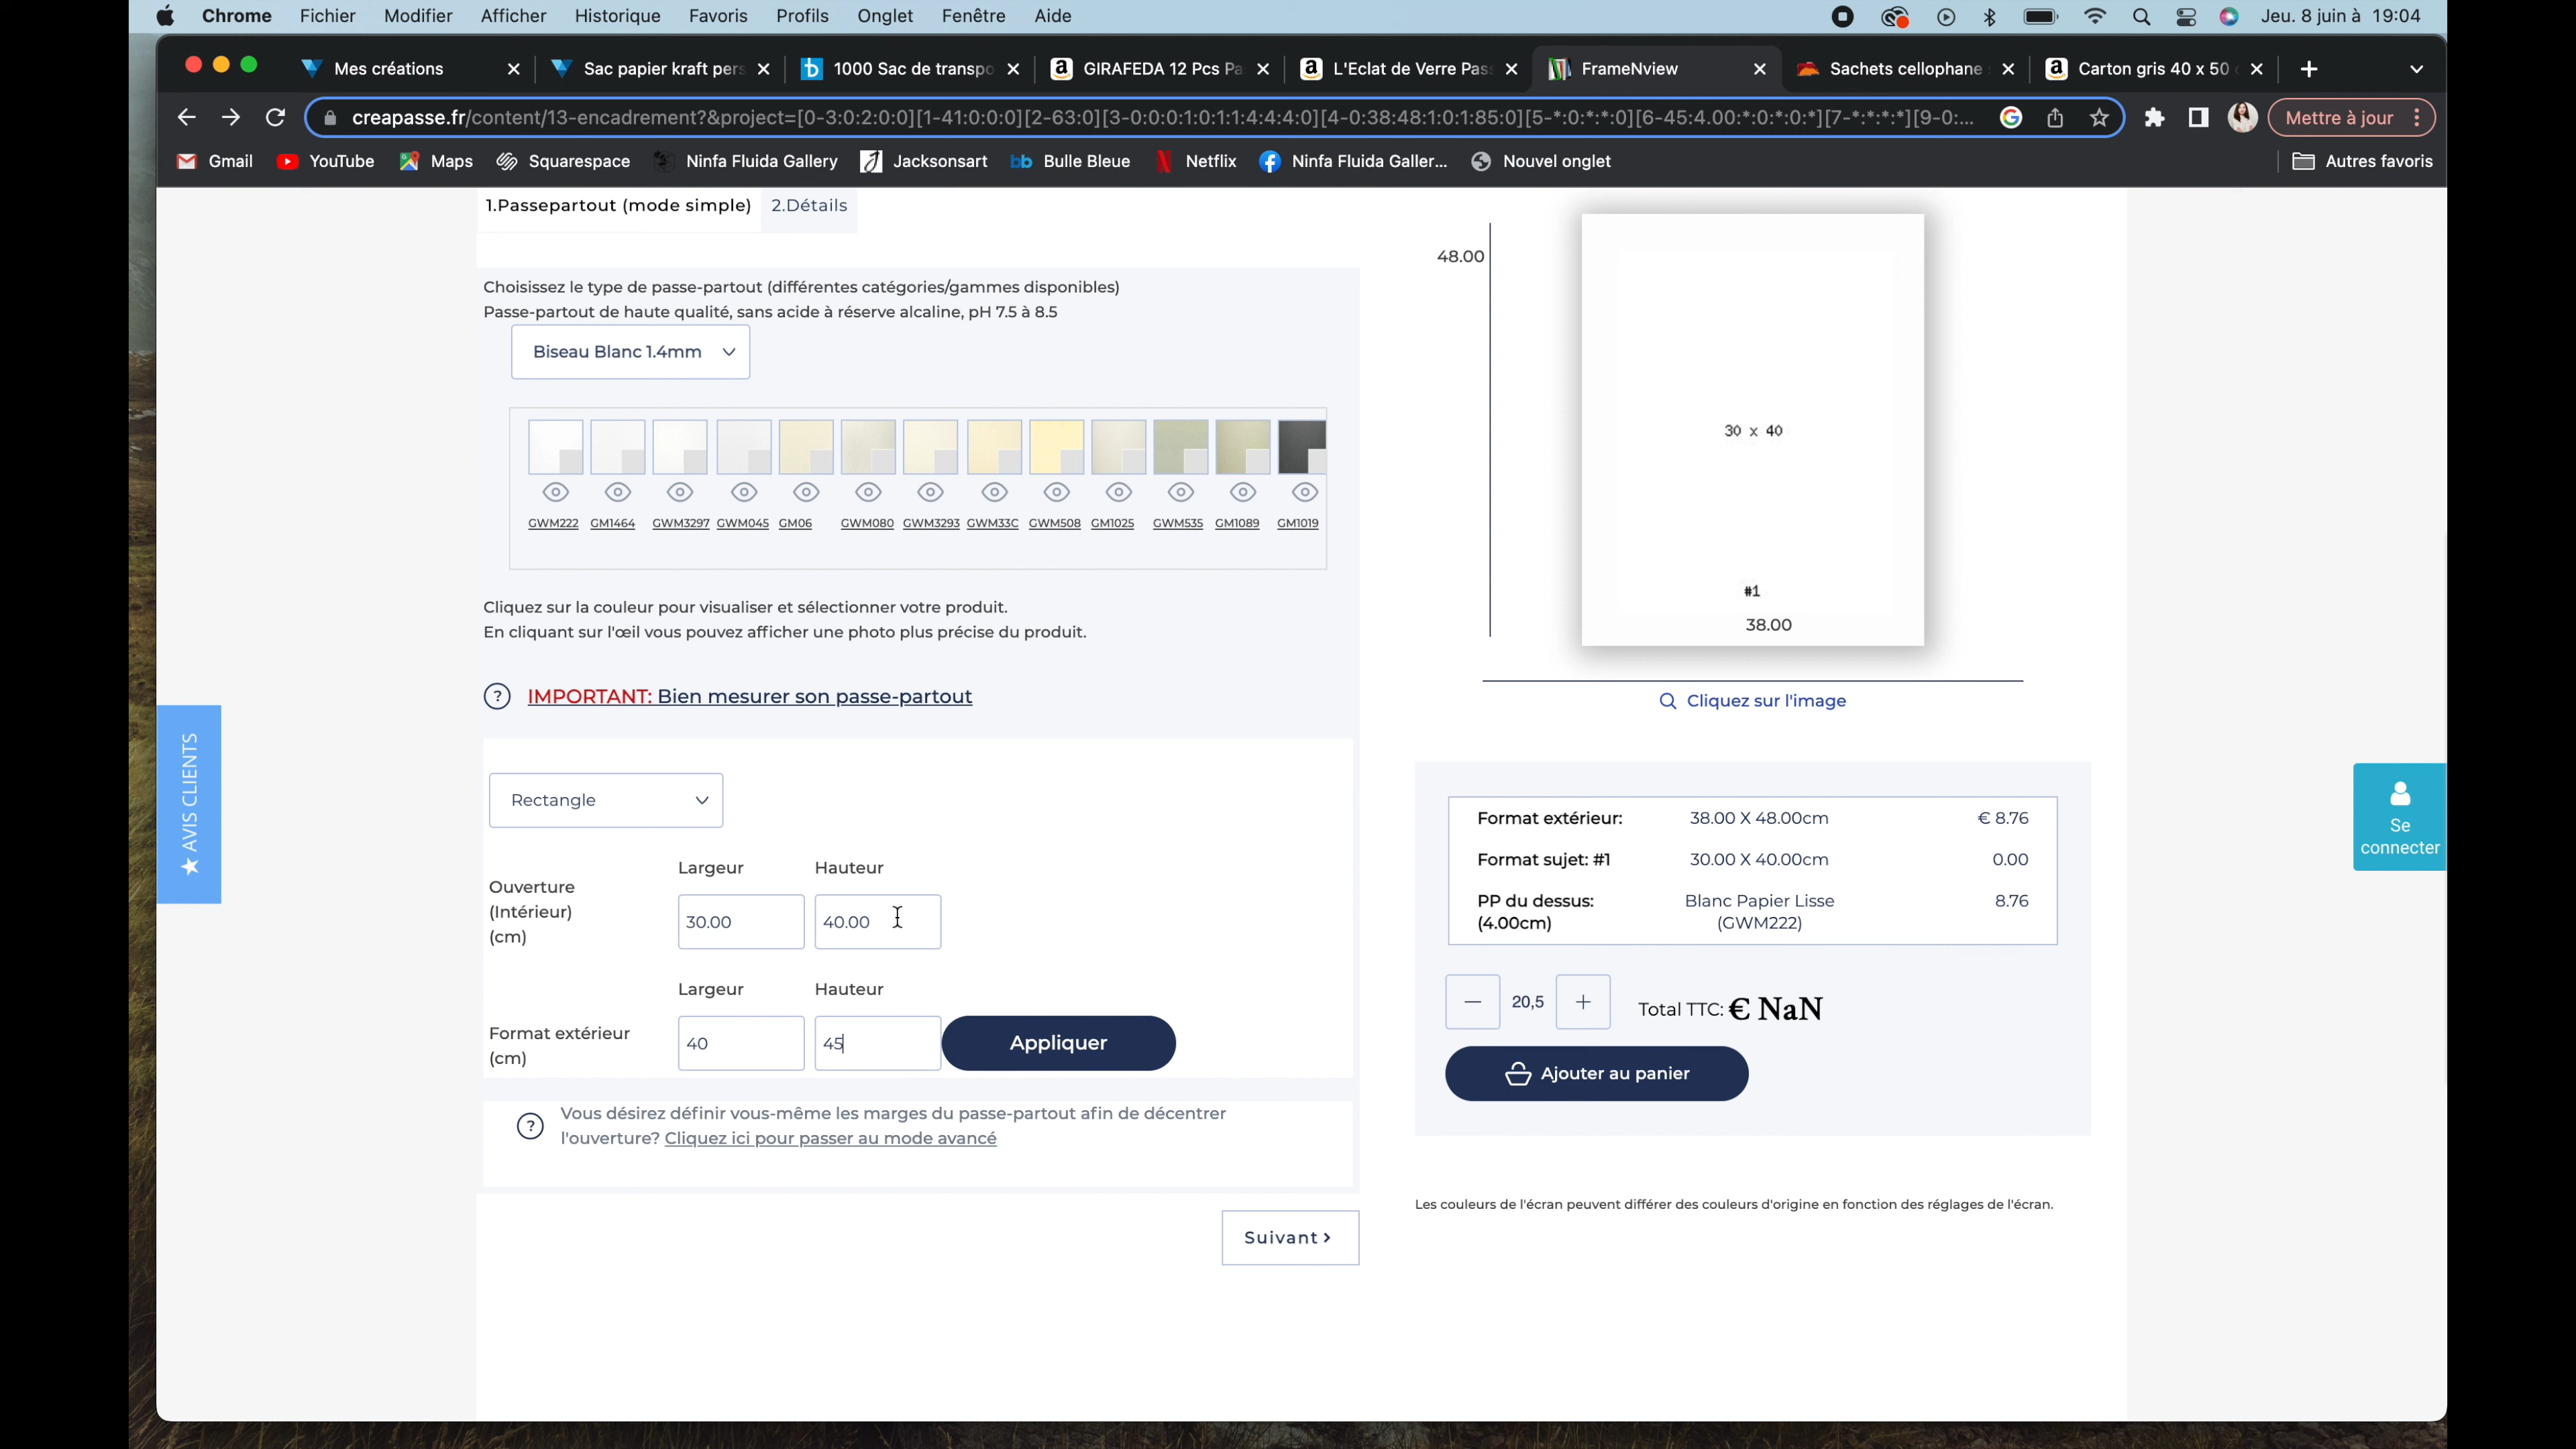 Chrome Fichier Modifier Afficher Historique Favoris Profils Onglet Fenêtre Aide Jeu. 8 juin à 19:04
Mes créations Sac papier kraft pers 1000 Sac de transpo GIRAFEDA 12 Pcs Pa L'Eclat de Verre Pass FrameNview Sachets cellophane Carton gris 40 x 50
creapasse.fr/content/13-encadrement?&project=[0-3:0:2:0:0][1-41:0:0:0][2-63:0][3-0:0:0:1:0:1:1:4:4:4:0][4-0:38:48:1:0:1:85:0][5-*:0:*:*:0][6-45:4.00:*:0:*:0:*][7-*:*:*:*][9-0:... Mettre à jour
Gmail YouTube Maps Squarespace Ninfa Fluida Gallery Jacksonsart bb Bulle Bleue Netflix Ninfa Fluida Galler... Nouvel onglet Autres favoris
1.Passepartout (mode simple) 2.Détails
Choisissez le type de passe-partout (différentes catégories/gammes disponibles)
Passe-partout de haute qualité, sans acide à réserve alcaline, pH 7.5 à 8.5
Biseau Blanc 1.4mm
GWM222 GM1464 GWM3297 GWM045 GM06 GWM080 GWM3293 GWM33C GWM508 GM1025 GWM535 GM1089 GM1019
Cliquez sur la couleur pour visualiser et sélectionner votre produit.
En cliquant sur l'œil vous pouvez afficher une photo plus précise du produit.
? IMPORTANT: Bien mesurer son passe-partout
Rectangle
Largeur Hauteur
Ouverture
(Intérieur)
(cm)
30.00 40.00
Largeur Hauteur
Format extérieur
(cm)
40 45 Appliquer
? Vous désirez définir vous-même les marges du passe-partout afin de décentrer
l'ouverture? Cliquez ici pour passer au mode avancé
Suivant >
48.00
30 x 40
#1
38.00
Cliquez sur l'image
Format extérieur: 38.00 X 48.00cm € 8.76
Format sujet: #1 30.00 X 40.00cm 0.00
PP du dessus: Blanc Papier Lisse 8.76
(4.00cm) (GWM222)
— 20,5 + Total TTC: € NaN
Ajouter au panier
Les couleurs de l'écran peuvent différer des couleurs d'origine en fonction des réglages de l'écran.
★ AVIS CLIENTS
Se
connecter